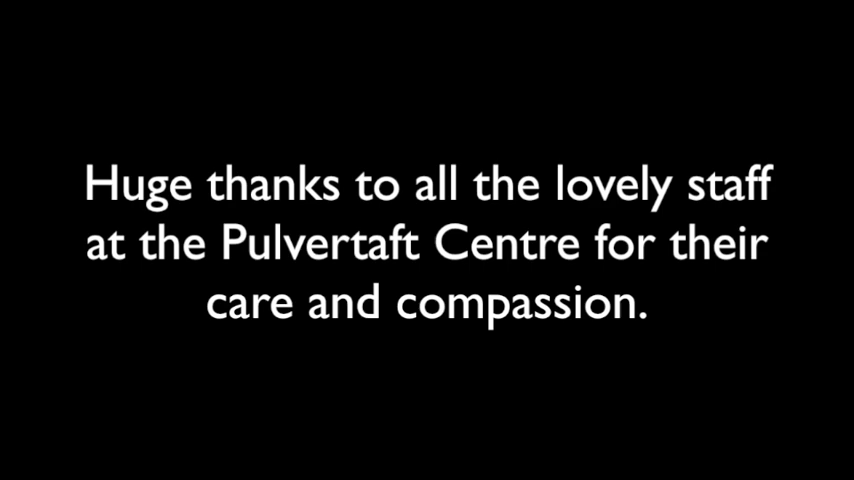 Huge thanks to all the lovely staff
at the Pulvertaft Centre for their
care and compassion.